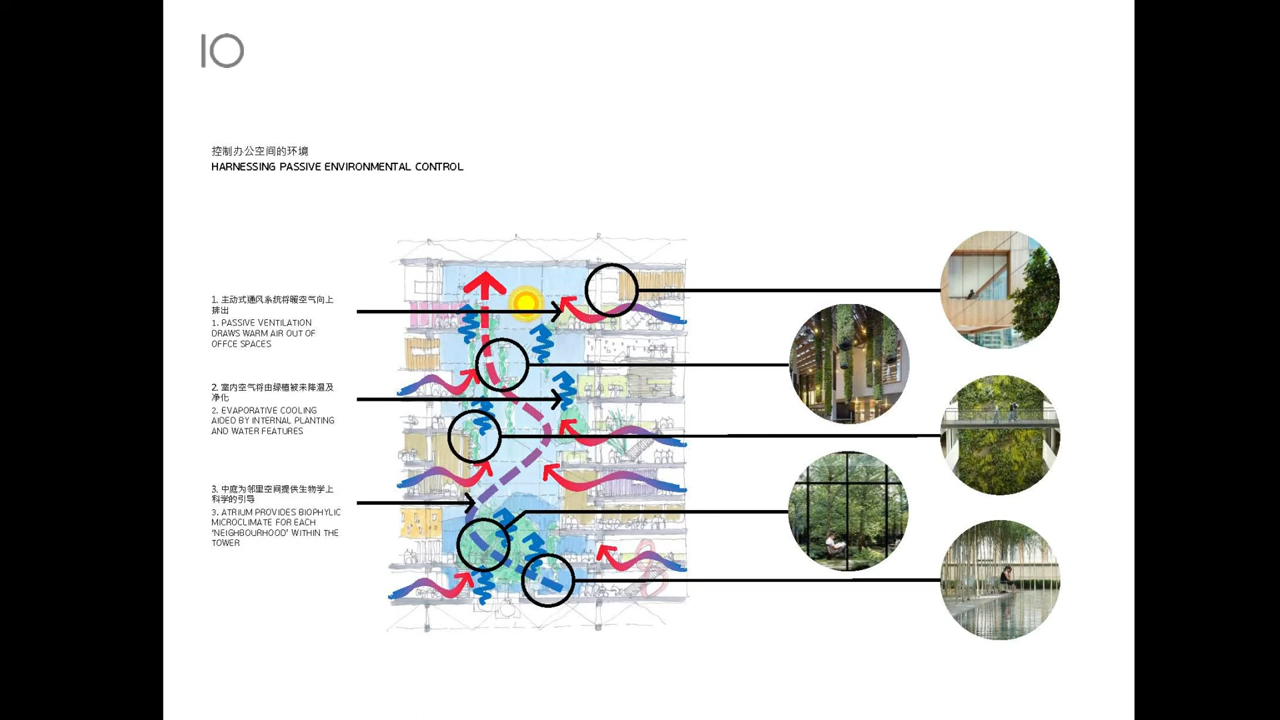 10
控制办公空间的环境
HARNESSING PASSIVE ENVIRONMENTAL CONTROL
1. 主动式通风系统将暖空气向上
排出
1. PASSIVE VENTILATION
DRAWS WARM AIR OUT OF
OFFCE SPACES
2. 室内空气将由绿植被来降温及
净化
2. EVAPORATIVE COOLING
AIDED BY INTERNAL PLANTING
AND WATER FEATURES
3. 中庭为邻里空间提供生物学上
科学的引导
3. ATRIUM PROVIDES BIOPHYLIC
MICROCLIMATE FOR EACH
'NEIGHBOURHOOD' WITHIN THE
TOWER